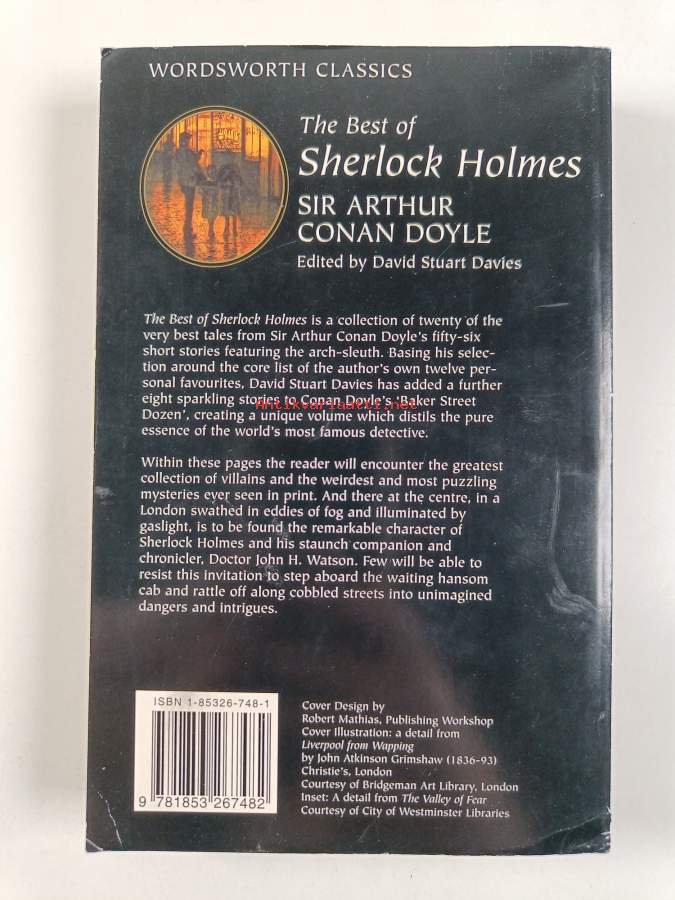 WORDSWORTH CLASSICS
The Best of
Sherlock Holmes
SIR ARTHUR
CONAN DOYLE
Edited by David Stuart Davies
The Best of Sherlock Holmes is a collection of twenty of the
very best tales from Sir Arthur Conan Doyle's fifty-six
short stories featuring the arch-sleuth. Basing his selec-
tion around the core list of the author's own twelve per-
sonal favourites, David Stuart Davies has added a further
eight sparkling stories to Conan Doyle's 'Baker Street
Antikvariaatti.net
Dozen', creating a unique volume which distils the pure
essence of the world's most famous detective.
Within these pages the reader will encounter the greatest
collection of villains and the weirdest and most puzzling
mysteries ever seen in print. And there at the centre, in a
London swathed in eddies of fog and illuminated by
gaslight, is to be found the remarkable character of
Sherlock Holmes and his staunch companion and
chronicler, Doctor John H. Watson. Few will be able to
resist this invitation to step aboard the waiting hansom
cab and rattle off along cobbled streets into unimagined
dangers and intrigues.
ISBN 1-85326-748-1
9 781853 267482
Cover Design by
Robert Mathias, Publishing Workshop
Cover Illustration: a detail from
Liverpool from Wapping
by John Atkinson Grimshaw (1836-93)
Christie's, London
Courtesy of Bridgeman Art Library, London
Inset: A detail from The Valley of Fear
Courtesy of City of Westminster Libraries